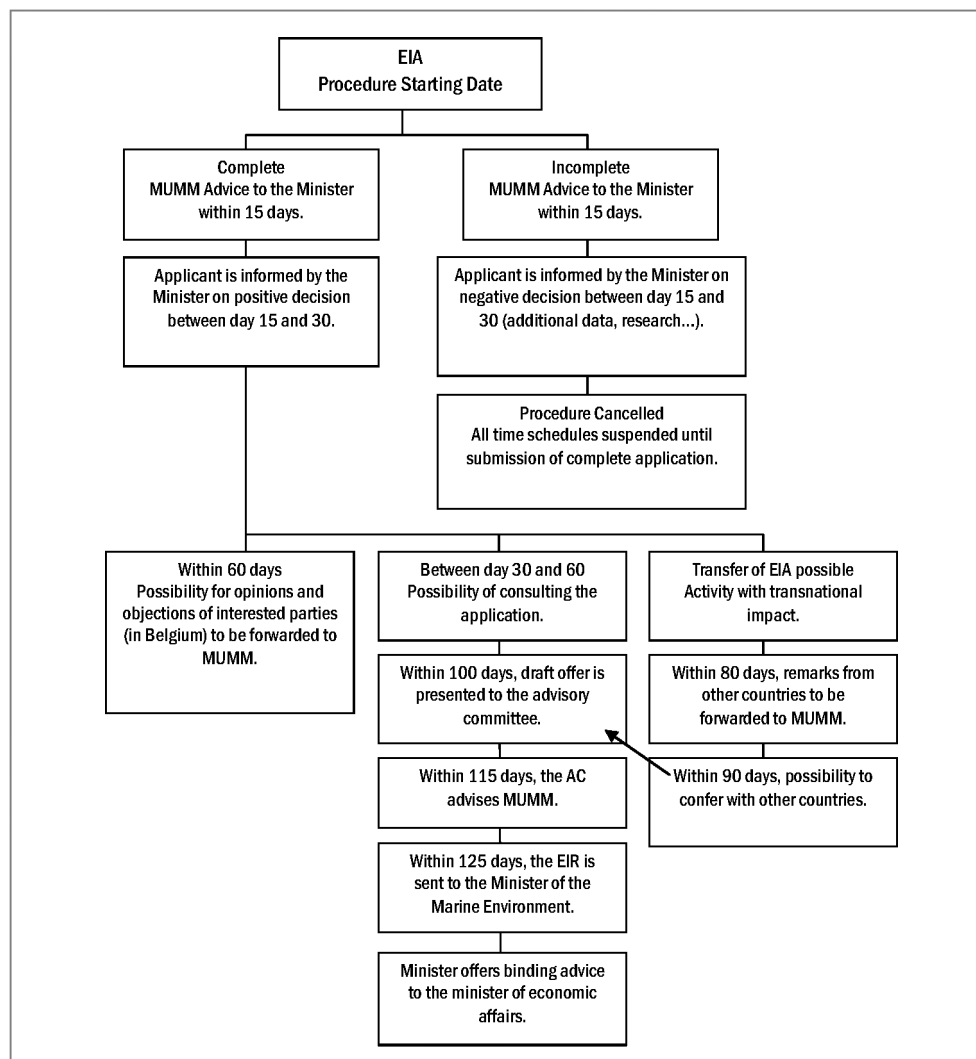 EIA
Procedure Starting Date
Complete
MUMM Advice to the Minister
within 15 days.
Incomplete
MUMM Advice to the Minister
within 15 days.
Applicant is informed by the
Minister on positive decision
between day 15 and 30.
Applicant is informed by the Minister on
negative decision between day 15 and
30 (additional data, research...).
Procedure Cancelled
All time schedules suspended until
submission of complete application.
Within 60 days
Possibility for opinions and
objections of interested parties
(in Belgium) to be forwarded to
MUMM.
Between day 30 and 60
Possibility of consulting the
application.
Transfer of EIA possible
Activity with transnational
impact.
Within 100 days, draft offer is
presented to the advisory
committee.
Within 80 days, remarks from
other countries to be
forwarded to MUMM.
Within 115 days, the AC
advises MUMM.
Within 90 days, possibility to
confer with other countries.
Within 125 days, the EIR is
sent to the Minister of the
Marine Environment.
Minister offers binding advice
to the minister of economic
affairs.